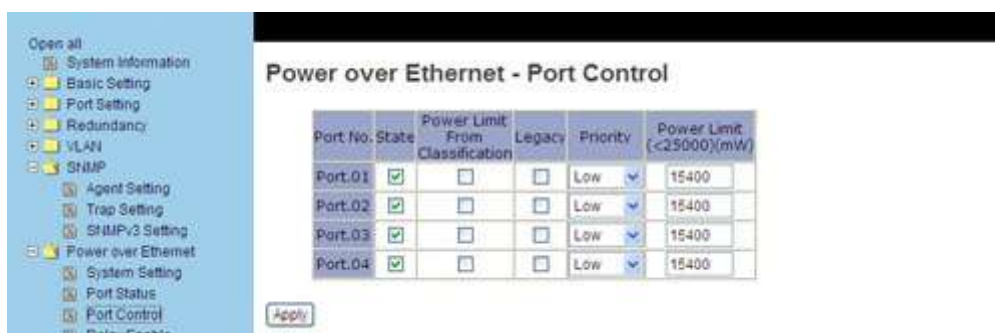 Open all
System Information
Basic Setting
Port Setting
Redundancy
VLAN
SNMP
Agent Setting
Trap Setting
SNMPv3 Setting
Power over Ethernet
System Setting
Port Status
Port Control
Power over Ethernet - Port Control
Port No. State Power Limit From Classification Legacy Priority Power Limit (<25000)(mW)
Port.01 Low 15400
Port.02 Low 15400
Port.03 Low 15400
Port.04 Low 15400
Apply